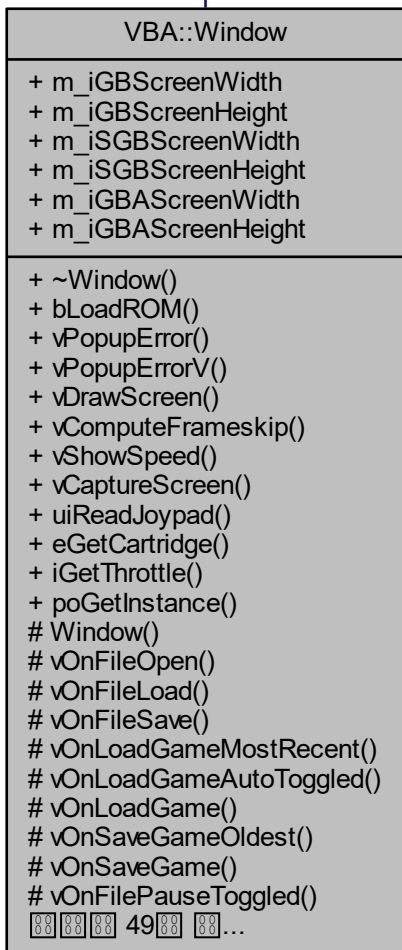 VBA::Window
+ m_iGBScreenWidth
+ m_iGBScreenHeight
+ m_iSGBScreenWidth
+ m_iSGBScreenHeight
+ m_iGBAScreenWidth
+ m_iGBAScreenHeight
+ ~Window()
+ bLoadROM()
+ vPopupError()
+ vPopupErrorV()
+ vDrawScreen()
+ vComputeFrameskip()
+ vShowSpeed()
+ vCaptureScreen()
+ uiReadJoypad()
+ eGetCartridge()
+ iGetThrottle()
+ poGetInstance()
# Window()
# vOnFileOpen()
# vOnFileLoad()
# vOnFileSave()
# vOnLoadGameMostRecent()
# vOnLoadGameAutoToggled()
# vOnLoadGame()
# vOnSaveGameOldest()
# vOnSaveGame()
# vOnFilePauseToggled()
49 ...